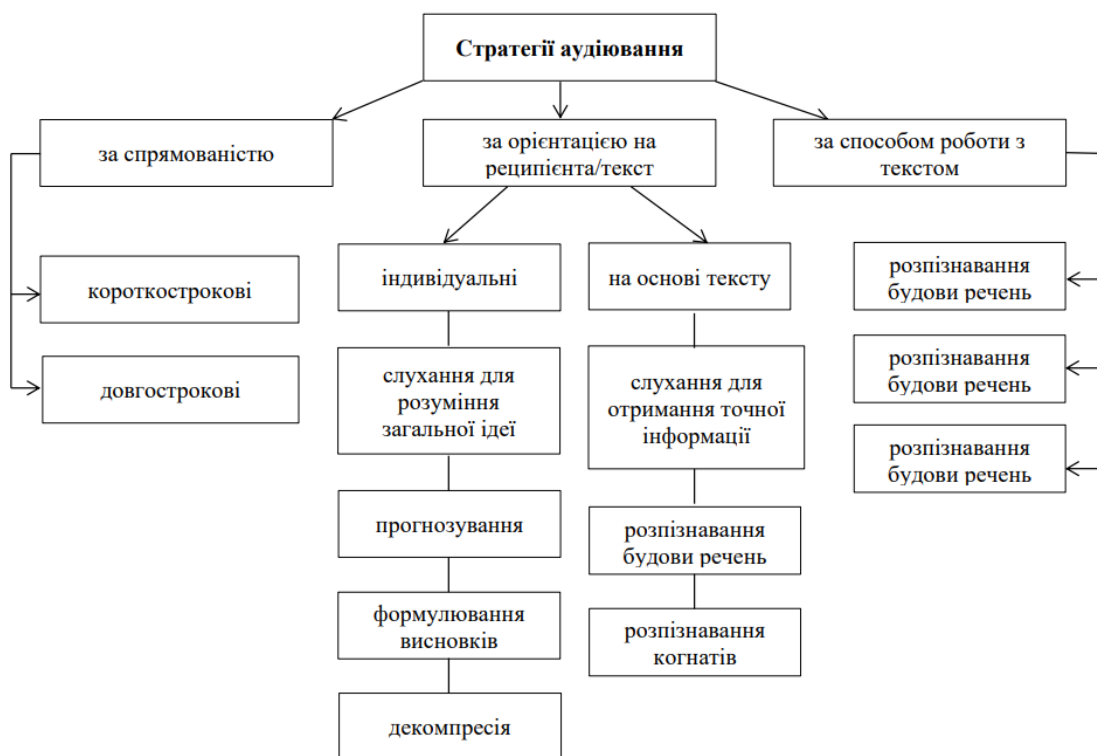 Стратегії аудіювання
за спрямованістю
за орієнтацією на
реципієнта/текст
за способом роботи з
текстом
короткострокові
довгострокові
індивідуальні
слухання для
розуміння
загальної ідеї
прогнозування
формулювання
висновків
декомпресія
на основі тексту
слухання для
отримання точної
інформації
розпізнавання
будови речень
розпізнавання
когнатів
розпізнавання
будови речень
розпізнавання
будови речень
розпізнавання
будови речень